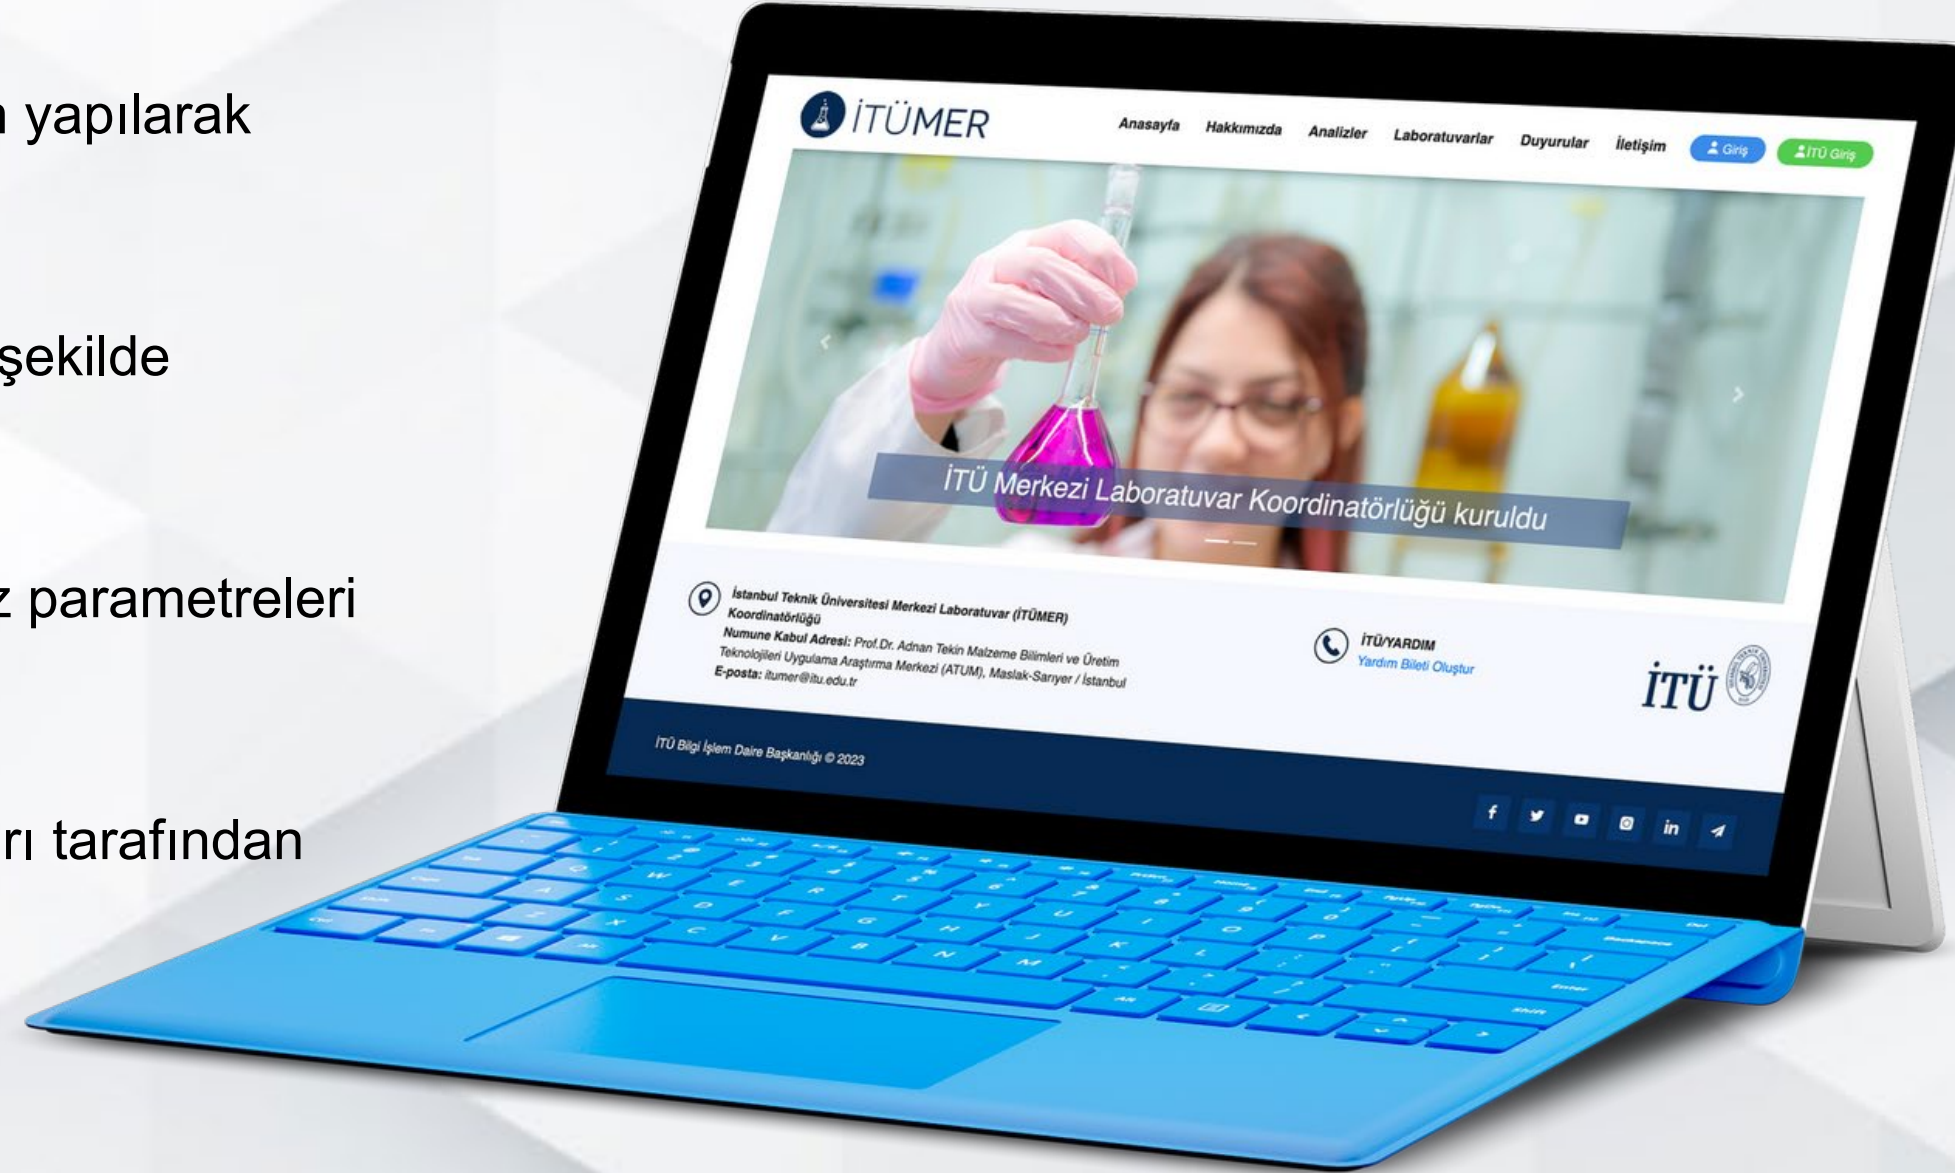 yapılarak
şekilde
parametreleri
tarafından
İTÜMER
Anasayfa Hakkımızda Analizler Laboratuvarlar Duyurular İletişim Giriş İTÜ Giriş
İTÜ Merkezi Laboratuvar Koordinatörlüğü kuruldu
İstanbul Teknik Üniversitesi Merkezi Laboratuvar (İTÜMER)
Koordinatörlüğü
Numune Kabul Adresi: Prof.Dr. Adnan Tekin Malzeme Bilimleri ve Üretim
Teknolojileri Uygulama Araştırma Merkezi (ATUM), Maslak-Sarıyer / İstanbul
E-posta: itumer@itu.edu.tr
İTÜ/YARDIM
Yardım Bileti Oluştur
İTÜ
İTÜ Bilgi İşlem Daire Başkanlığı © 2023
f in
Q W E R T Y U I O P
A S D F G H J K L
Enter
Z X C V B N M
Shift